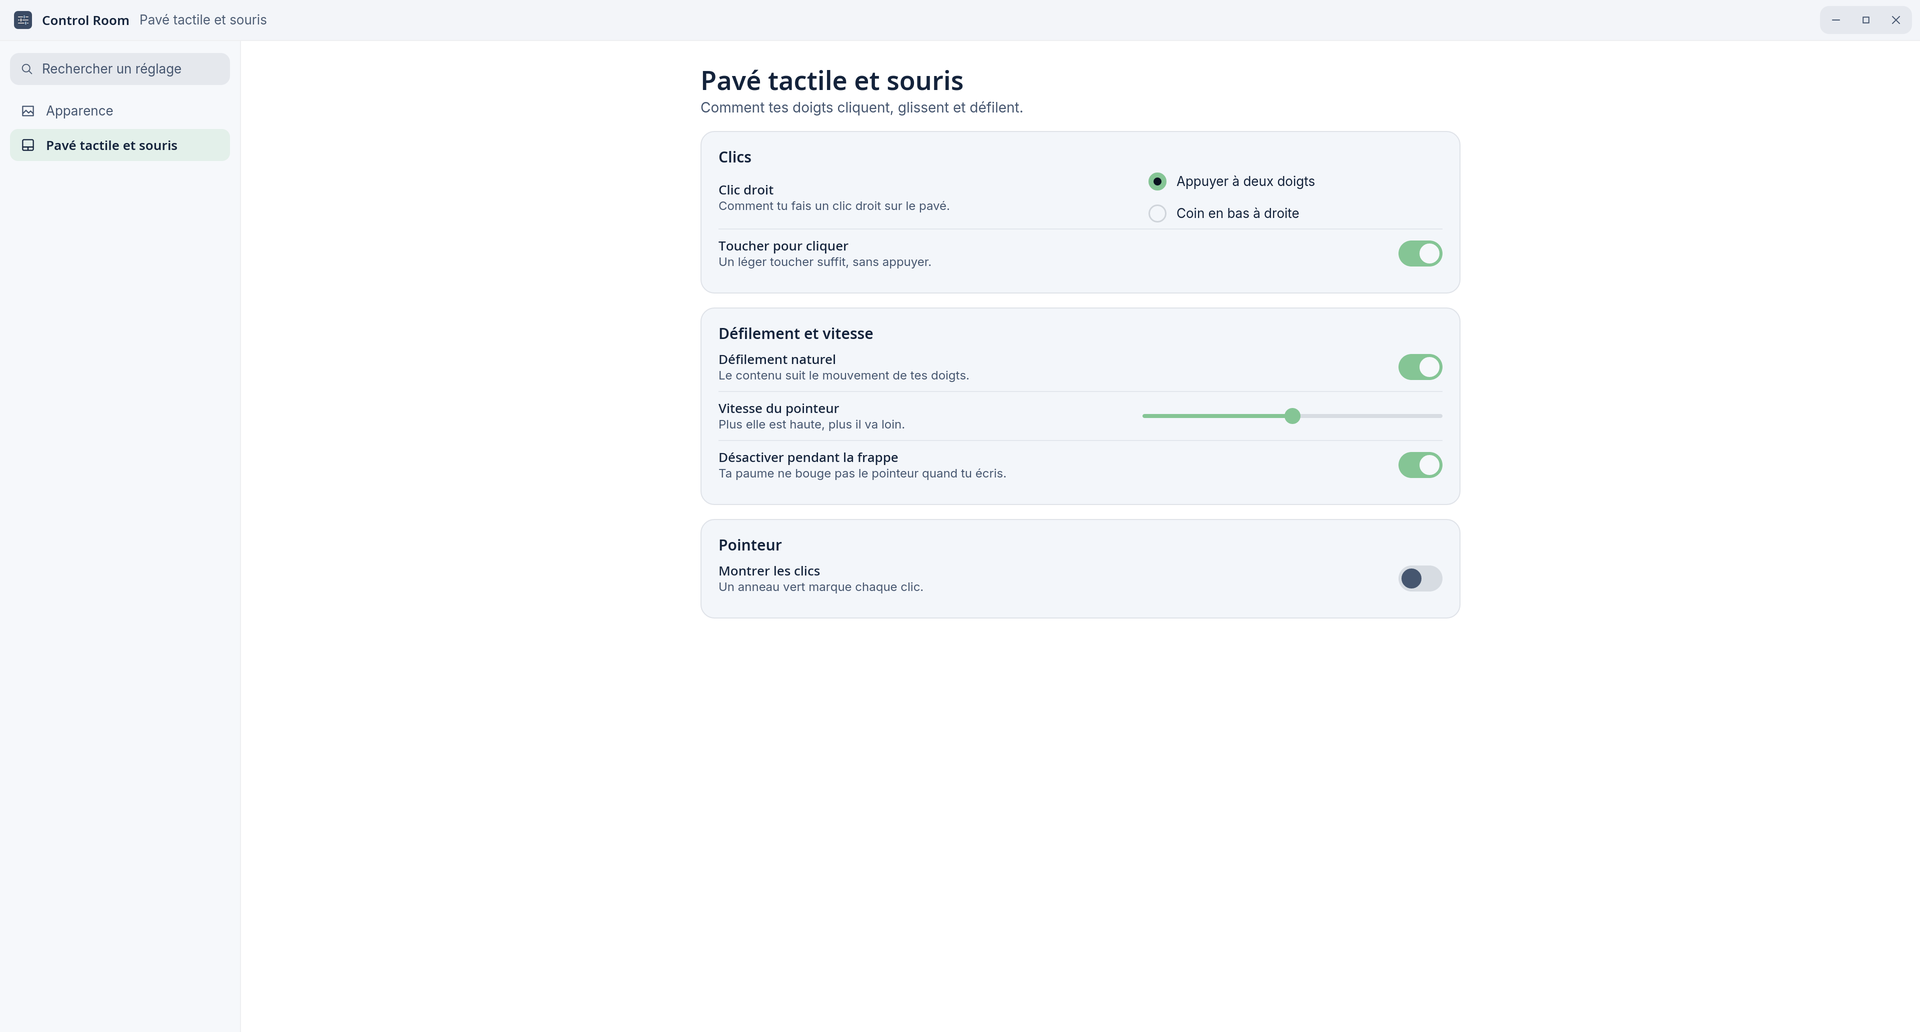 Control Room Pavé tactile et souris
Rechercher un réglage
Apparence
Pavé tactile et souris
Pavé tactile et souris
Comment tes doigts cliquent, glissent et défilent.
Clics
Clic droit
Comment tu fais un clic droit sur le pavé.
Appuyer à deux doigts
Coin en bas à droite
Toucher pour cliquer
Un léger toucher suffit, sans appuyer.
Défilement et vitesse
Défilement naturel
Le contenu suit le mouvement de tes doigts.
Vitesse du pointeur
Plus elle est haute, plus il va loin.
Désactiver pendant la frappe
Ta paume ne bouge pas le pointeur quand tu écris.
Pointeur
Montrer les clics
Un anneau vert marque chaque clic.